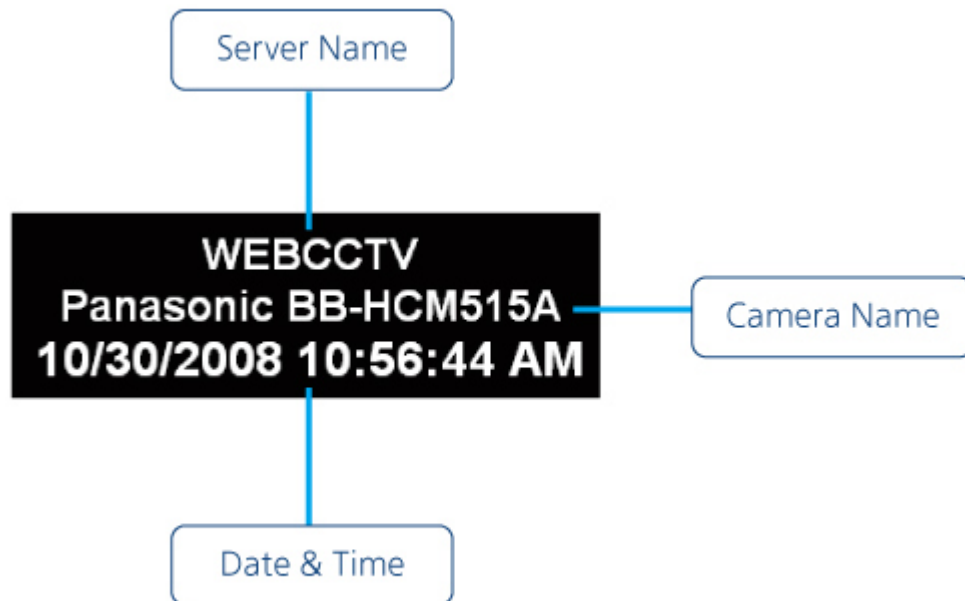 Server Name
WEBCCTV
Panasonic BB-HCM515A
Camera Name
10/30/2008 10:56:44 AM
Date & Time